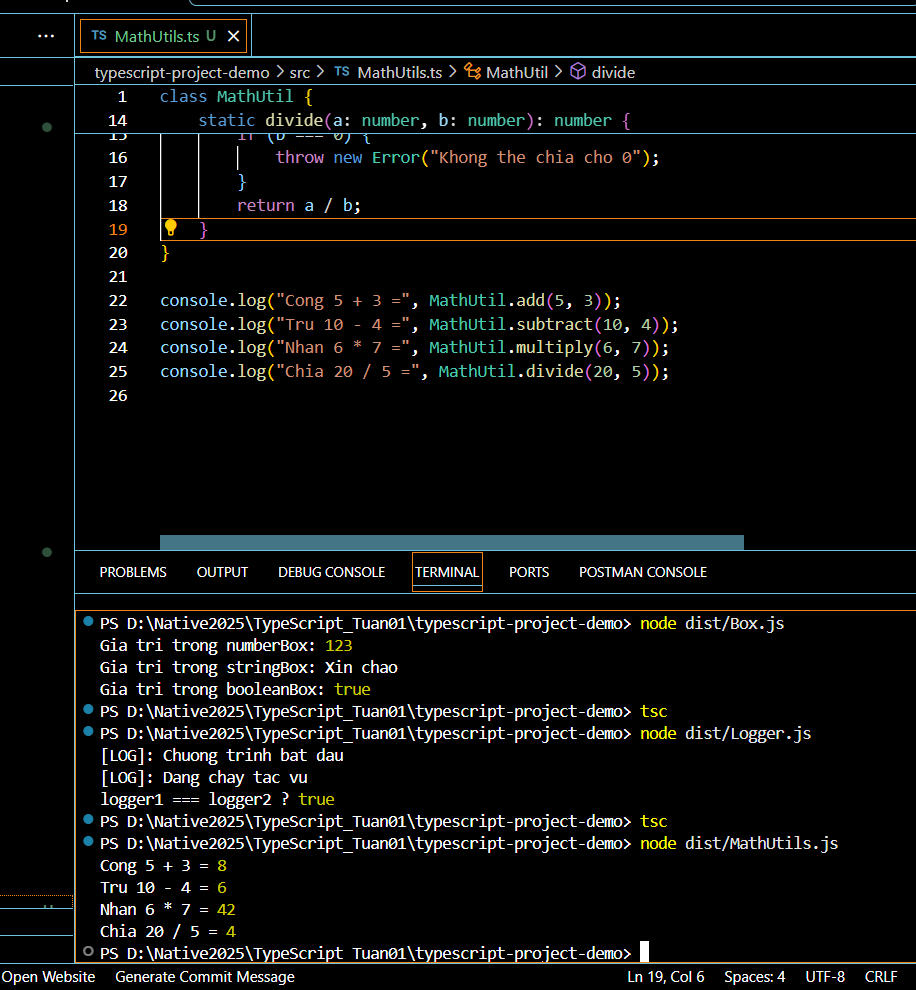 TS MathUtils.ts U
typescript-project-demo > src > TS MathUtils.ts > MathUtil > divide
1 class MathUtil {
14 static divide(a: number, b: number): number {
15 if (b === 0) {
16 throw new Error("Khong the chia cho 0");
17 }
18 return a / b;
19 }
20 }
21
22 console.log("Cong 5 + 3 =", MathUtil.add(5, 3));
23 console.log("Tru 10 - 4 =", MathUtil.subtract(10, 4));
24 console.log("Nhan 6 * 7 =", MathUtil.multiply(6, 7));
25 console.log("Chia 20 / 5 =", MathUtil.divide(20, 5));
26
PROBLEMS OUTPUT DEBUG CONSOLE TERMINAL PORTS POSTMAN CONSOLE
PS D:\Native2025\TypeScript_Tuan01\typescript-project-demo> node dist/Box.js
Gia tri trong numberBox: 123
Gia tri trong stringBox: Xin chao
Gia tri trong booleanBox: true
PS D:\Native2025\TypeScript_Tuan01\typescript-project-demo> tsc
PS D:\Native2025\TypeScript_Tuan01\typescript-project-demo> node dist/Logger.js
[LOG]: Chuong trinh bat dau
[LOG]: Dang chay tac vu
logger1 === logger2 ? true
PS D:\Native2025\TypeScript_Tuan01\typescript-project-demo> tsc
PS D:\Native2025\TypeScript_Tuan01\typescript-project-demo> node dist/MathUtils.js
Cong 5 + 3 = 8
Tru 10 - 4 = 6
Nhan 6 * 7 = 42
Chia 20 / 5 = 4
PS D:\Native2025\TypeScript_Tuan01\typescript-project-demo>
Open Website Generate Commit Message Ln 19, Col 6 Spaces: 4 UTF-8 CRLF